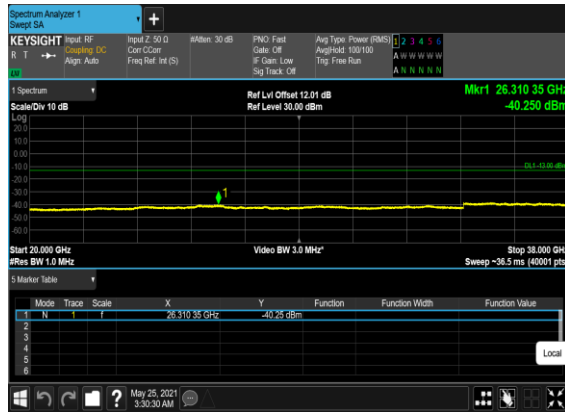 Spectrum Analyzer 1
Swept SA
+
KEYSIGHT Input: RF Input Z: 50 Ω #Atten: 30 dB PNO: Fast Avg Type: Power (RMS) 1 2 3 4 5 6
R T Coupling: DC Corr CCorr Gate: Off Avg|Hold: 100/100 A W W W W W
Align: Auto Freq Ref: Int (S) IF Gain: Low Trig: Free Run
Sig Track: Off A N N N N N
LXI
1 Spectrum Ref Lvl Offset 12.01 dB Mkr1 26.310 35 GHz
Scale/Div 10 dB Ref Level 30.00 dBm -40.250 dBm
Log
20.0
10.0
0.00
-10.0 DL1 -13.00 dBm
-20.0
-30.0
-40.0 1
-50.0
-60.0
Start 20.000 GHz Video BW 3.0 MHz* Stop 38.000 GHz
#Res BW 1.0 MHz Sweep ~36.5 ms (40001 pts)
5 Marker Table
Mode Trace Scale X Y Function Function Width Function Value
1 N 1 f 26.310 35 GHz -40.25 dBm
2
3
4
5
6
Local
? May 25, 2021
3:30:30 AM